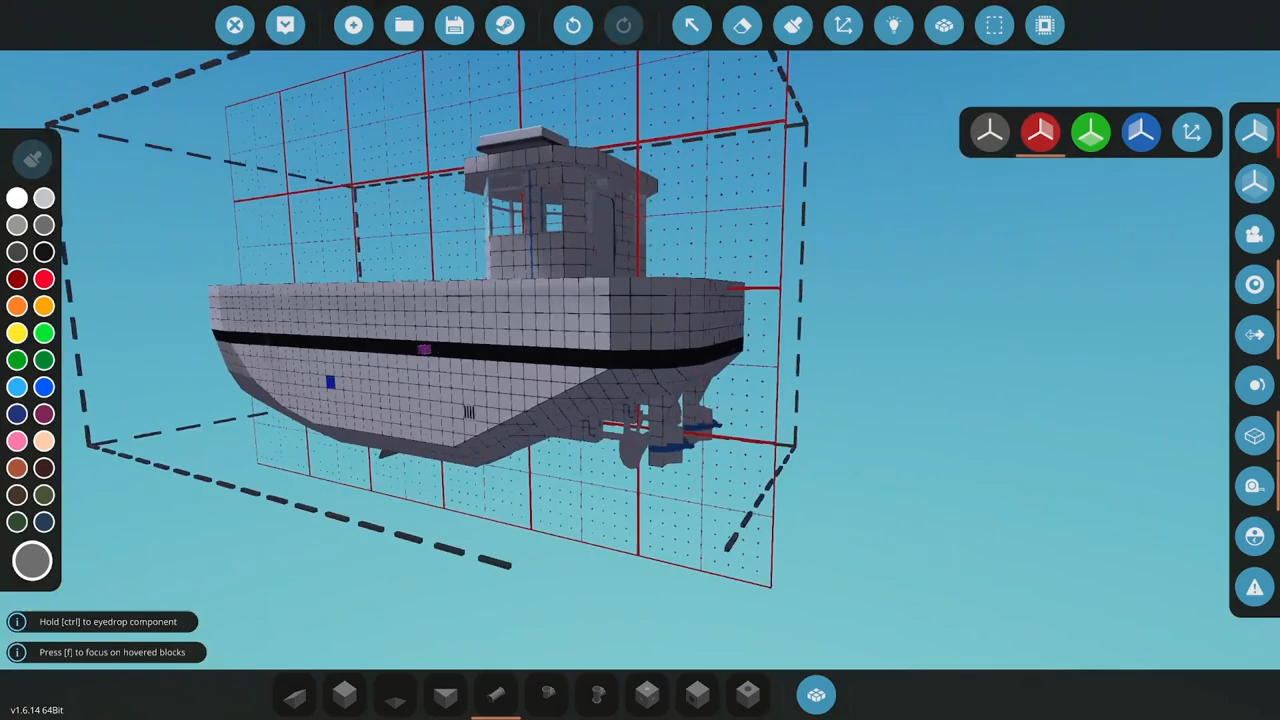 Hold [ctrl] to eyedrop component
Press [f] to focus on hovered blocks
v1.6.14 64Bit